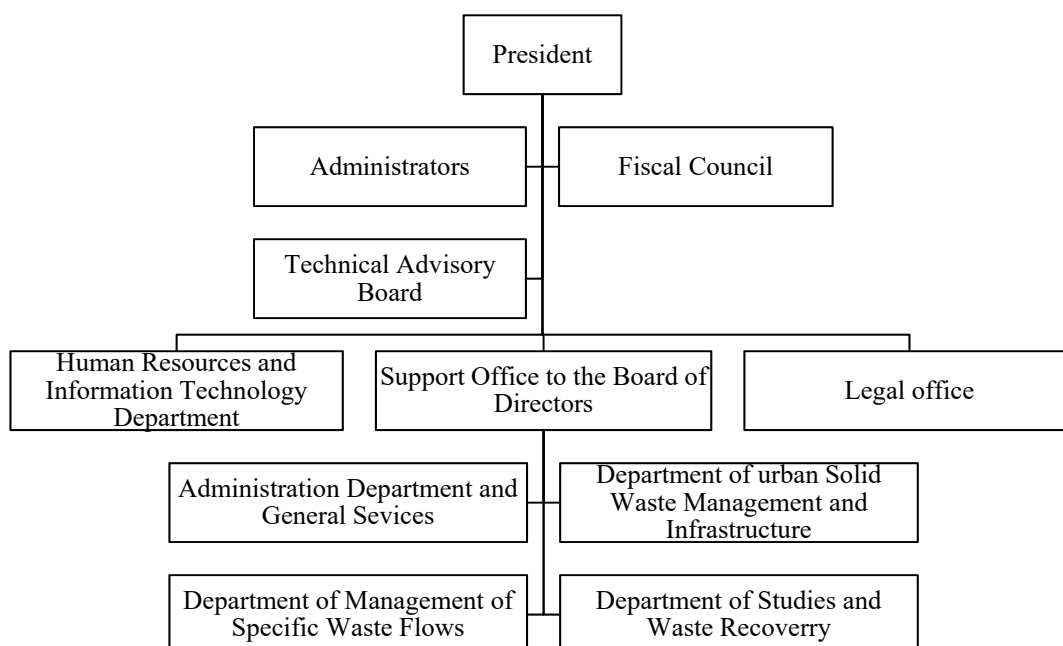 President
Administrators
Fiscal Council
Technical Advisory
Board
Human Resources and
Information Technology
Department
Support Office to the Board of
Directors
Legal office
Administration Department and
General Sevices
Department of urban Solid
Waste Management and
Infrastructure
Department of Management of
Specific Waste Flows
Department of Studies and
Waste Recoverry